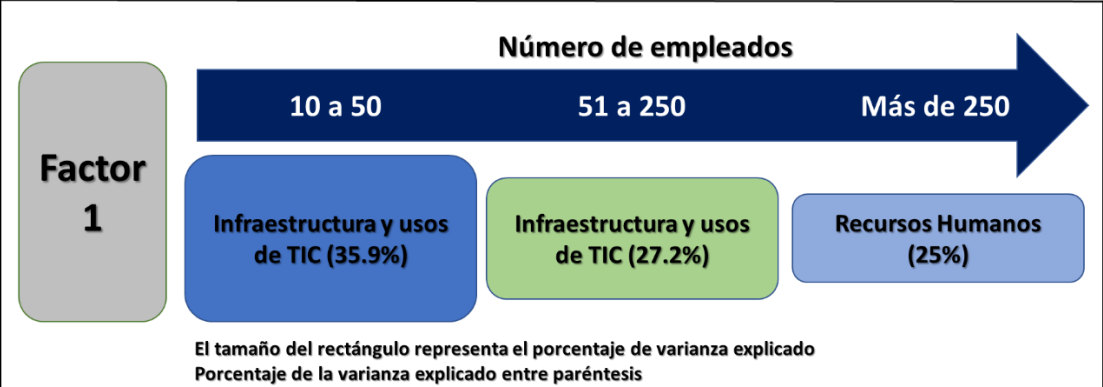 Número de empleados
10 a 50
51 a 250
Más de 250
Factor
1
Infraestructura y usos
de TIC (35.9%)
Infraestructura y usos
de TIC (27.2%)
Recursos Humanos
(25%)
El tamaño del rectángulo representa el porcentaje de varianza explicado
Porcentaje de la varianza explicado entre paréntesis